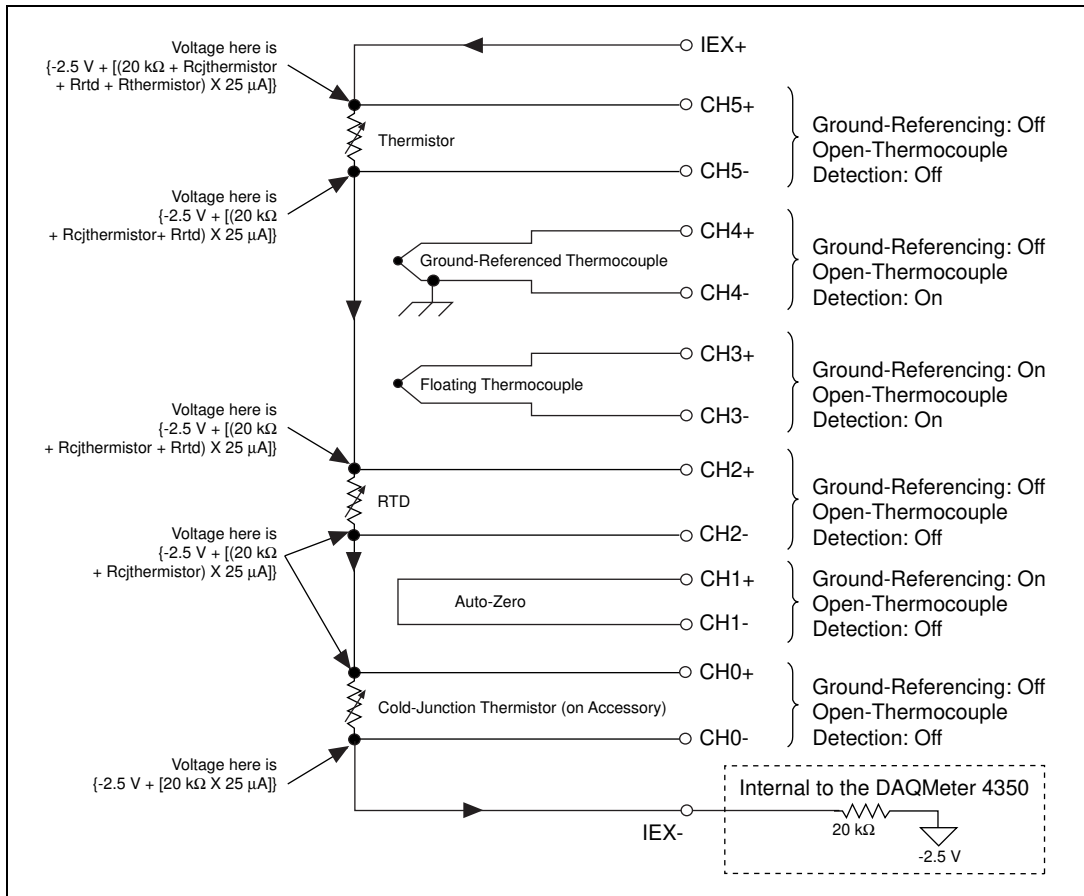 Voltage here is
{-2.5 V + [(20 kΩ + Rcjthermistor
+ Rrtd + Rthermistor) X 25 µA]}
IEX+
CH5+
Thermistor
CH5-
Ground-Referencing: Off
Open-Thermocouple
Detection: Off
Voltage here is
{-2.5 V + [(20 kΩ
+ Rcjthermistor+ Rrtd) X 25 µA]}
CH4+
Ground-Referenced Thermocouple
CH4-
Ground-Referencing: Off
Open-Thermocouple
Detection: On
CH3+
Floating Thermocouple
CH3-
Ground-Referencing: On
Open-Thermocouple
Detection: On
Voltage here is
{-2.5 V + [(20 kΩ
+ Rcjthermistor + Rrtd) X 25 µA]}
CH2+
RTD
CH2-
Ground-Referencing: Off
Open-Thermocouple
Detection: Off
Voltage here is
{-2.5 V + [(20 kΩ
+ Rcjthermistor) X 25 µA]}
CH1+
Auto-Zero
CH1-
Ground-Referencing: On
Open-Thermocouple
Detection: Off
CH0+
Cold-Junction Thermistor (on Accessory)
CH0-
Ground-Referencing: Off
Open-Thermocouple
Detection: Off
Voltage here is
{-2.5 V + [20 kΩ X 25 µA]}
IEX-
Internal to the DAQMeter 4350
20 kΩ
-2.5 V